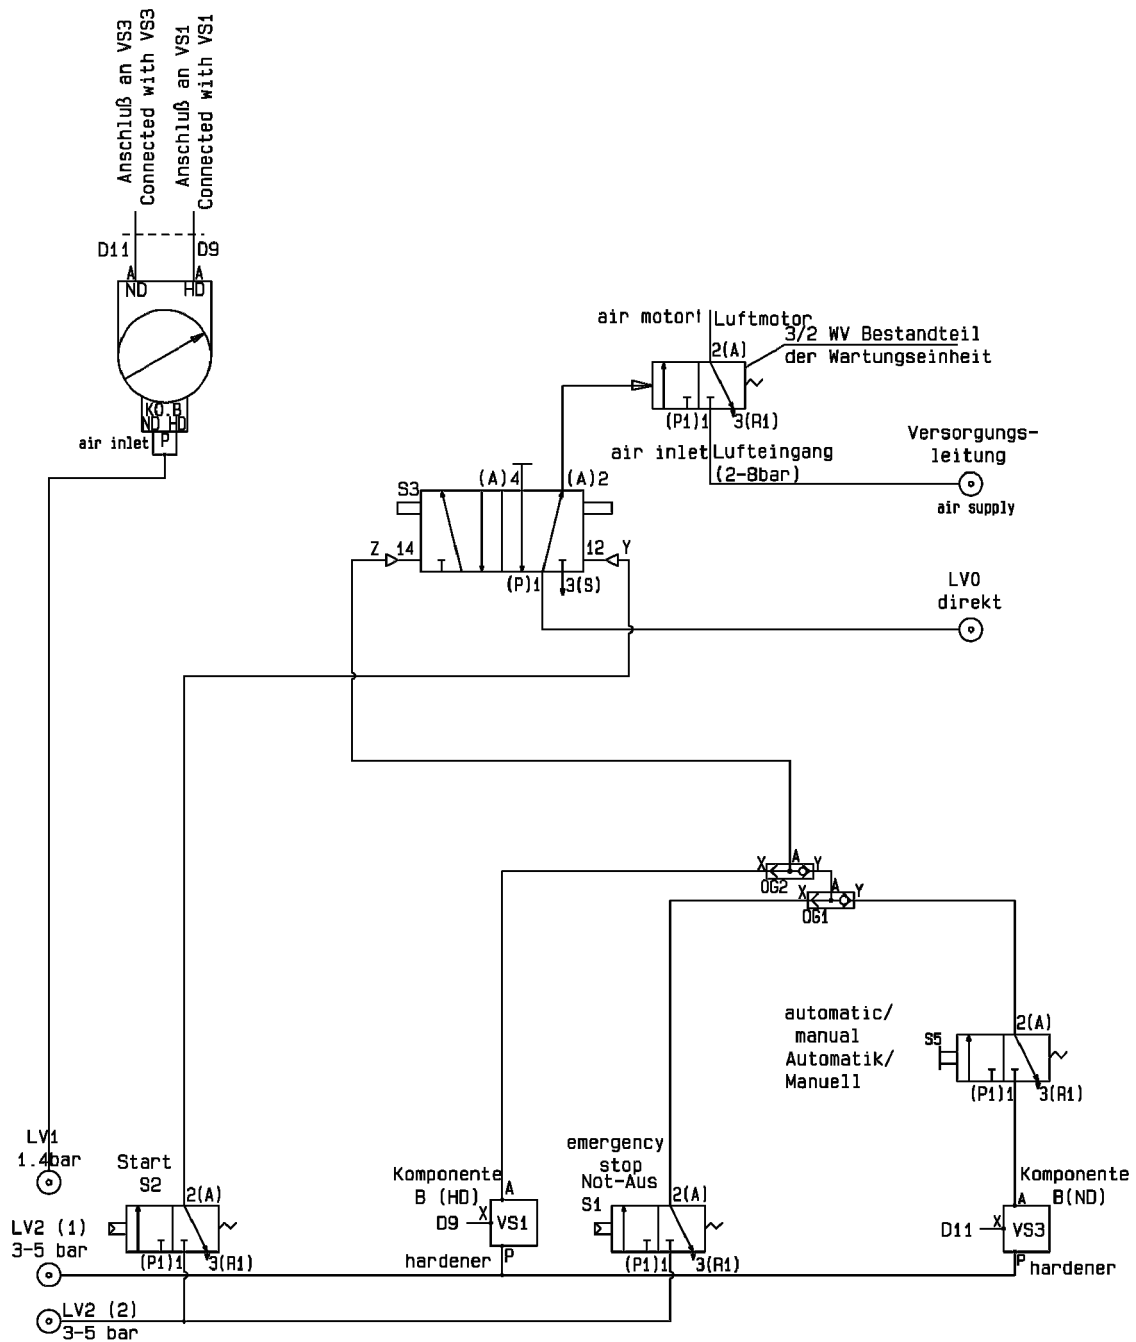 Anschluß an VS3
Connected with VS3
Anschluß an VS1
Connected with VS1
D11
D9
A
A
ND
HD
KO.B
ND HD
air inlet
P
air motor
Luftmotor
3/2 WV Bestandteil
der Wartungseinheit
2(A)
(P1)1
3(R1)
air inlet
Lufteingang
(2-8bar)
Versorgungs-
leitung
air supply
S3
(A)4
(A)2
Z
14
12
Y
(P)1
3(S)
LV0
direkt
X
A
Y
OG2
X
A
Y
OG1
automatic/
manual
Automatik/
Manuell
S5
2(A)
(P1)1
3(R1)
LV1
1.4bar
Start
S2
2(A)
(P1)1
3(R1)
Komponente
B (HD)
A
D9
X
VS1
P
hardener
emergency
stop
Not-Aus
S1
2(A)
(P1)1
3(R1)
Komponente
B(ND)
A
D11
X
VS3
P
hardener
LV2 (1)
3-5 bar
LV2 (2)
3-5 bar